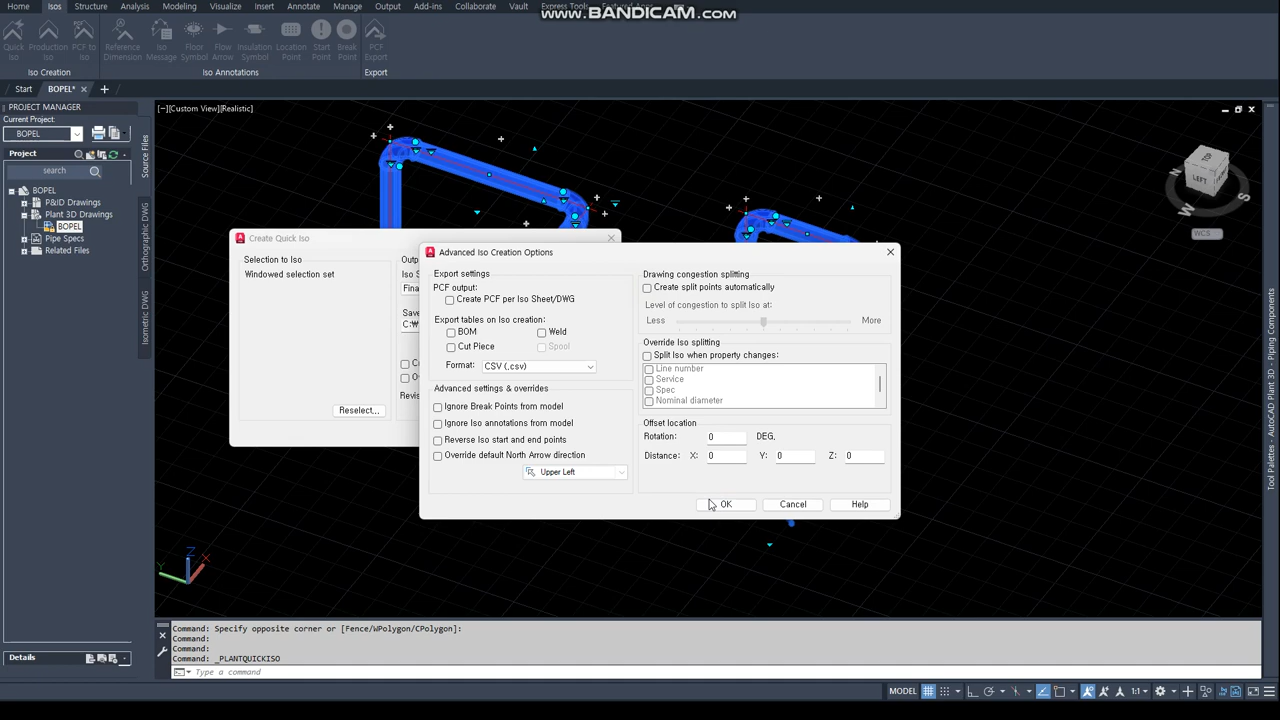 www.BANDICAM.com
Home Isos Structure Analysis Modeling Visualize Insert Annotate Manage Output Add-ins Collaborate Vault Express Tools
Quick Iso Production Iso PCF to Iso Reference Dimension Iso Message Floor Symbol Flow Arrow Insulation Symbol Location Point Start Point Break Point PCF Export
Iso Creation Iso Annotations Export
Start BOPEL*
PROJECT MANAGER
Current Project:
BOPEL
Project
search
BOPEL
P&ID Drawings
Plant 3D Drawings
BOPEL
Pipe Specs
Related Files
Source Files
Orthographic DWG
Isometric DWG
Details
[−][Custom View][Realistic]
TOP
LEFT
W
S
WCS
Create Quick Iso
Selection to Iso
Windowed selection set
Reselect...
Iso S
Fina
Save
C:₩
Revis
Advanced Iso Creation Options
Export settings
PCF output:
Create PCF per Iso Sheet/DWG
Export tables on Iso creation:
BOM Weld
Cut Piece Spool
Format: CSV (,csv)
Advanced settings & overrides
Ignore Break Points from model
Ignore Iso annotations from model
Reverse Iso start and end points
Override default North Arrow direction
Upper Left
Drawing congestion splitting
Create split points automatically
Level of congestion to split Iso at:
Less More
Override Iso splitting
Split Iso when property changes:
Line number
Service
Spec
Nominal diameter
Offset location
Rotation: 0 DEG,
Distance: X: 0 Y: 0 Z: 0
OK Cancel Help
Z
X
Y
Command: Specify opposite corner or [Fence/WPolygon/CPolygon]:
Command:
Command:
Command: _PLANTQUICKISO
Type a command
MODEL 1:1
Tool Palettes - AutoCAD Plant 3D - Piping Components